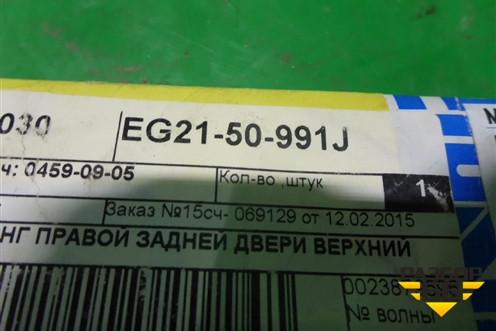 030 EG21-50-991J
ч: 0459-09-05 Кол-во ,штук 1
Заказ №15сч- 069129 от 12.02.2015
НГ ПРАВОЙ ЗАДНЕЙ ДВЕРИ ВЕРХНИЙ
№ волны
РАЗБОР